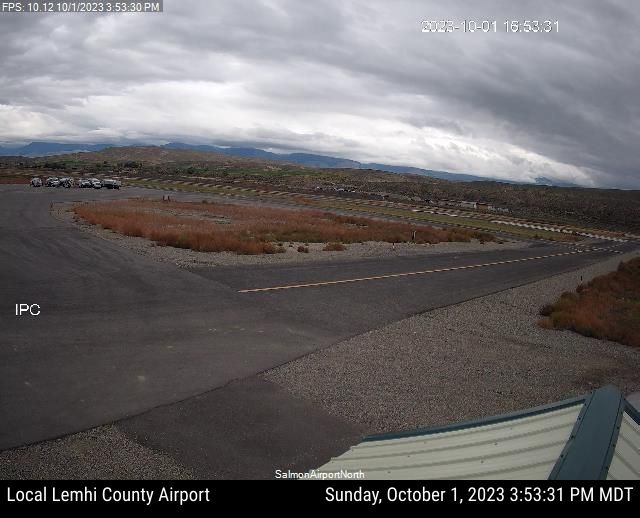 FPS: 10.12 10/1/2023 3:53:30 PM
2023-10-01 15:53:31
IPC
SalmonAirportNorth
Local Lemhi County Airport
Sunday, October 1, 2023 3:53:31 PM MDT